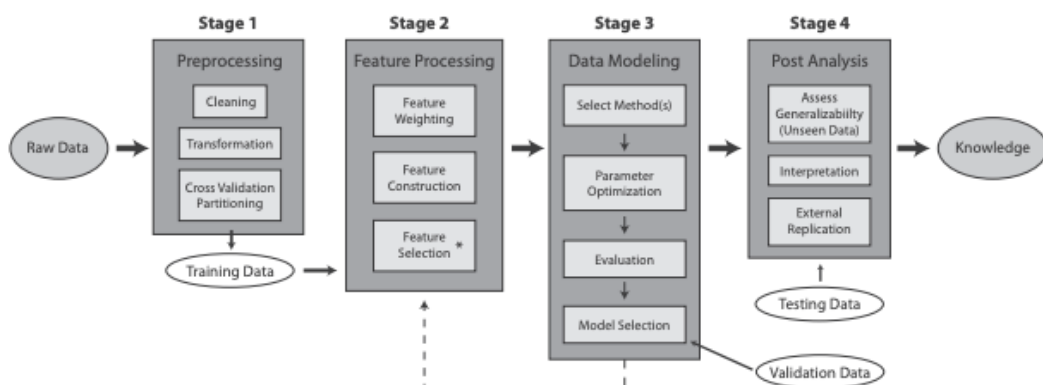 Stage 1
Stage 2
Stage 3
Stage 4
Raw Data
Preprocessing
Cleaning
Transformation
Cross Validation
Partitioning
Training Data
Feature Processing
Feature
Weighting
Feature
Construction
Feature
Selection *
Data Modeling
Select Method(s)
Parameter
Optimization
Evaluation
Model Selection
Post Analysis
Assess
Generalizabiilty
(Unseen Data)
Interpretation
External
Replication
Testing Data
Validation Data
Knowledge